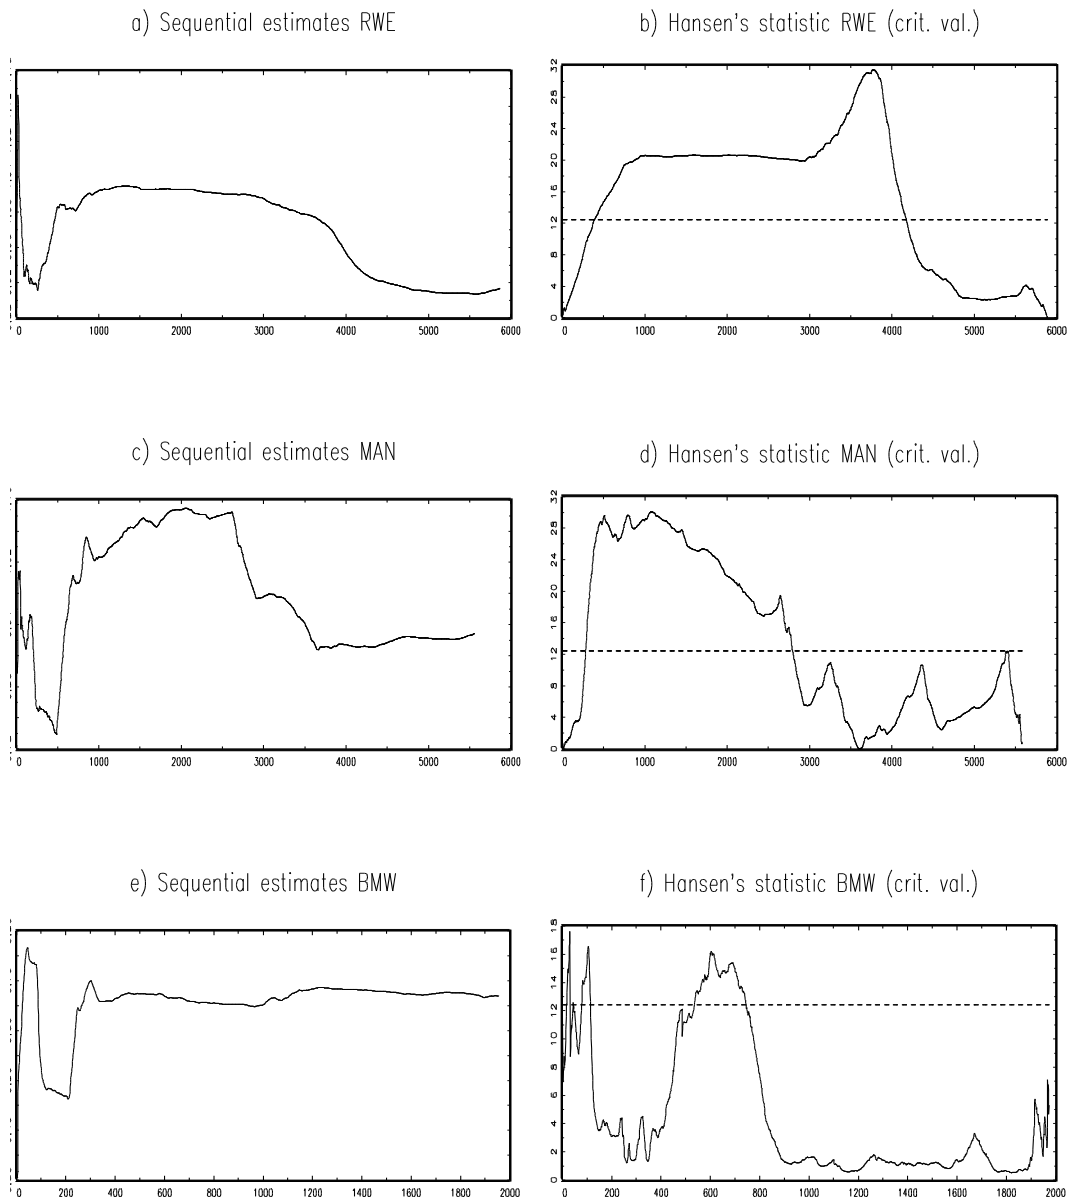 a) Sequential estimates RWE
b) Hansen's statistic RWE (crit. val.)
32
28
24
20
16
12
8
4
0
0 1000 2000 3000 4000 5000 6000
0 1000 2000 3000 4000 5000 6000
c) Sequential estimates MAN
d) Hansen's statistic MAN (crit. val.)
32
28
24
20
16
12
8
4
0
0 1000 2000 3000 4000 5000 6000
0 1000 2000 3000 4000 5000 6000
e) Sequential estimates BMW
f) Hansen's statistic BMW (crit. val.)
18
16
14
12
10
8
6
4
2
0
0 200 400 600 800 1000 1200 1400 1600 1800 2000
0 200 400 600 800 1000 1200 1400 1600 1800 2000